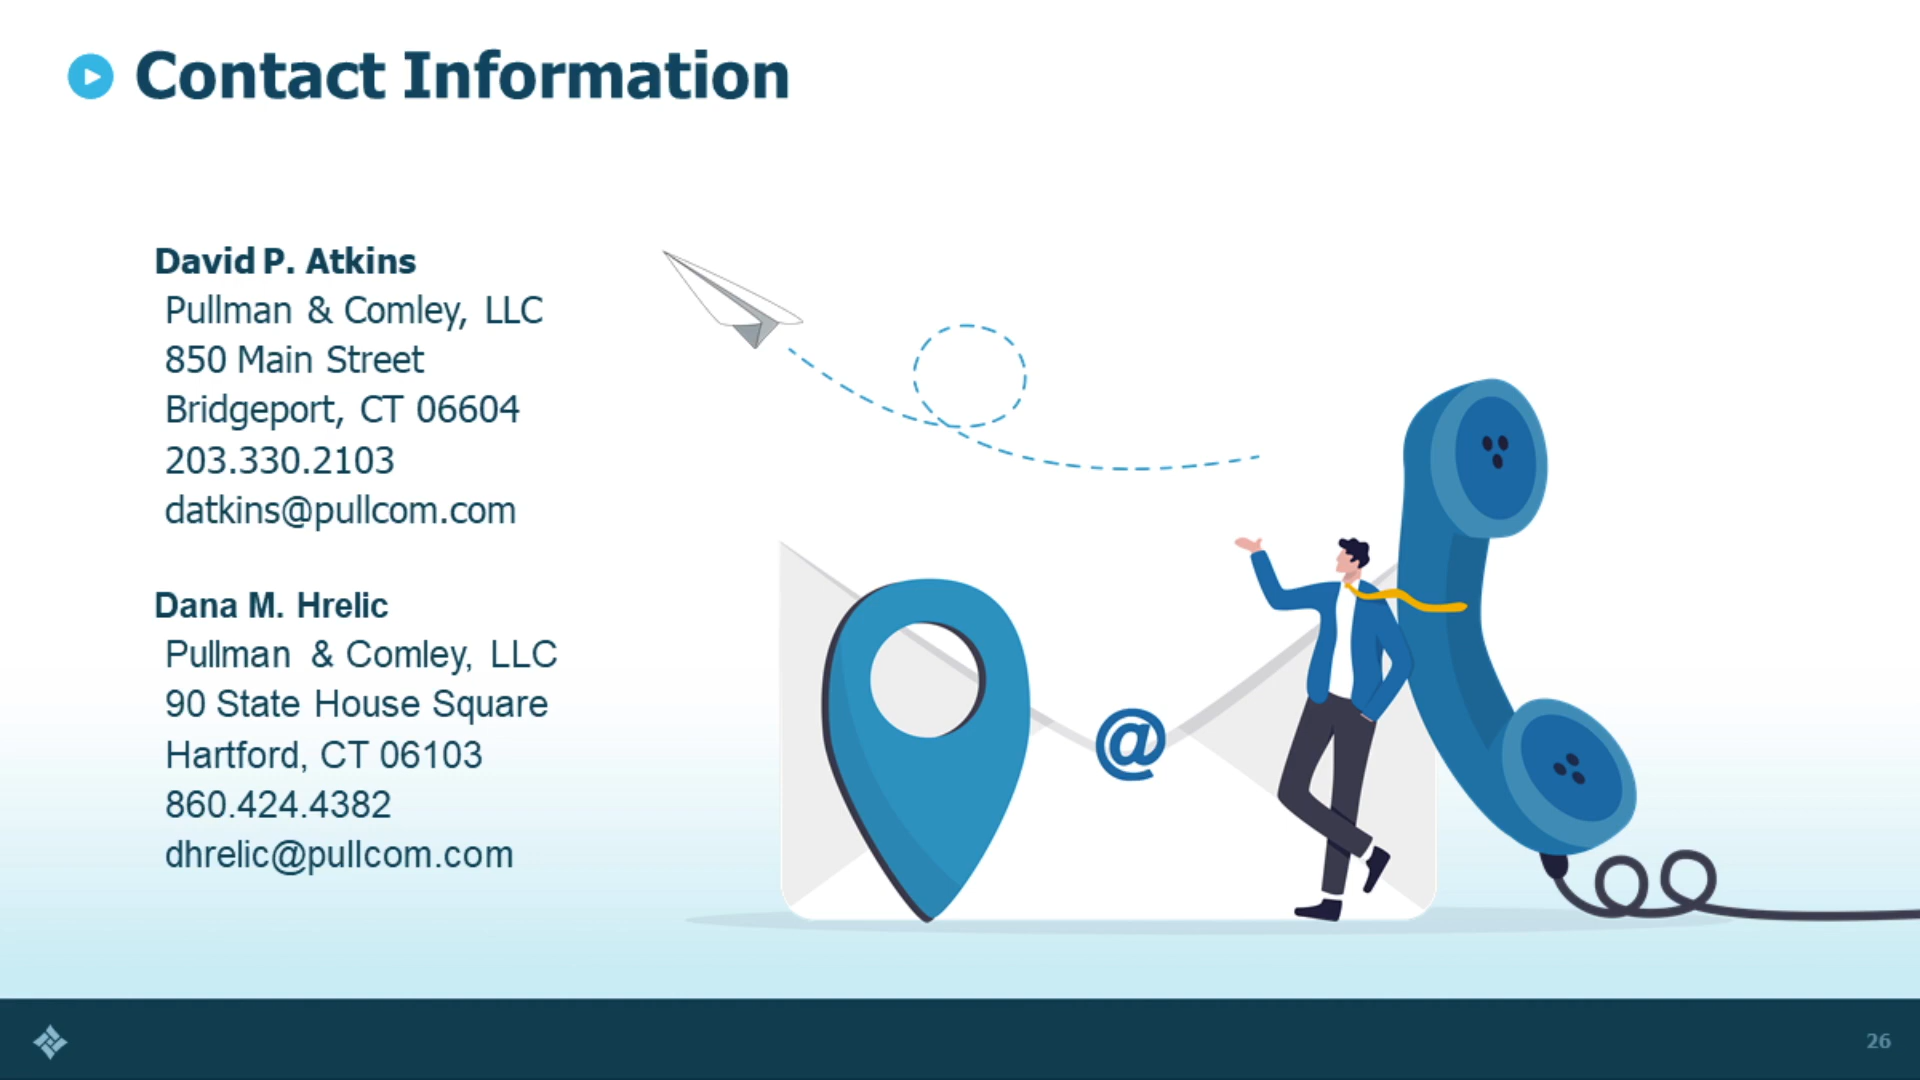 Contact Information
David P. Atkins
Pullman & Comley, LLC
850 Main Street
Bridgeport, CT 06604
203.330.2103
datkins@pullcom.com
Dana M. Hrelic
Pullman & Comley, LLC
90 State House Square
Hartford, CT 06103
860.424.4382
dhrelic@pullcom.com
@
26